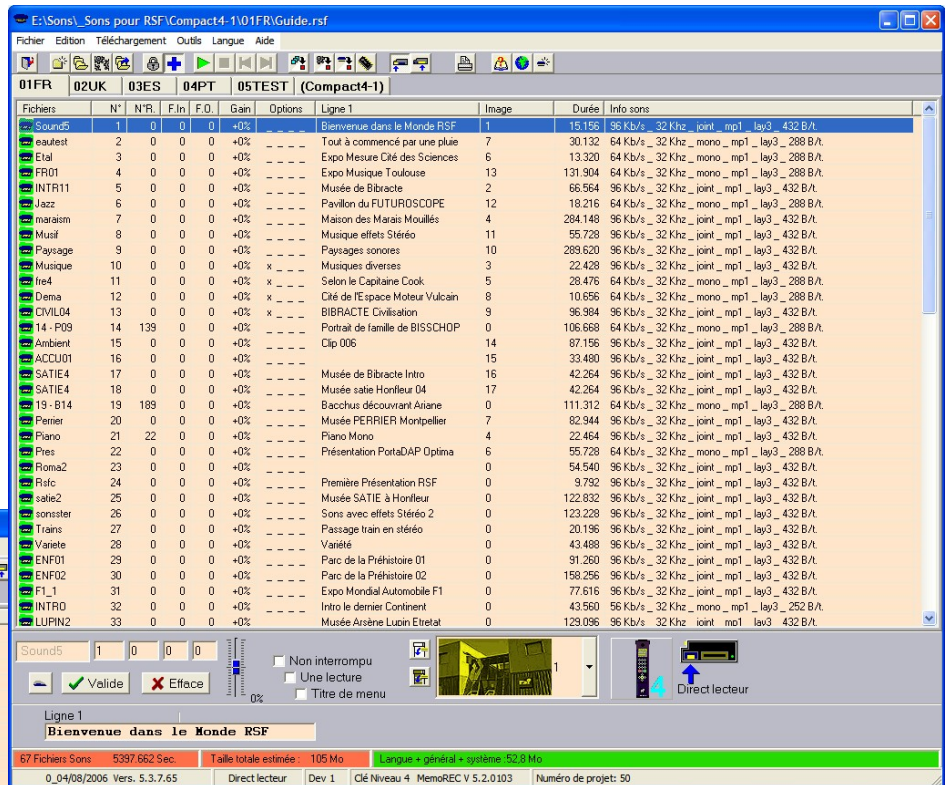 E:\Sons\_Sons pour RSF\Compact4-1\01FR\Guide.rsf
Fichier Edition Téléchargement Outils Langue Aide
01FR 02UK 03ES 04PT 05TEST (Compact4-1)
Fichiers N° N°R. F.In F.O. Gain Options Ligne 1 Image Durée Info sons
Sound5 1 0 0 0 +0% _ _ _ _ Bienvenue dans le Monde RSF 1 15.156 96 Kb/s _ 32 Khz _ joint _ mp1 _ lay3 _ 432 B/t.
eautest 2 0 0 0 +0% _ _ _ _ Tout à commencé par une pluie 7 30.132 64 Kb/s _ 32 Khz _ mono _ mp1 _ lay3 _ 288 B/t.
Etal 3 0 0 0 +0% _ _ _ _ Expo Mesure Cité des Sciences 6 13.320 64 Kb/s _ 32 Khz _ mono _ mp1 _ lay3 _ 288 B/t.
FR01 4 0 0 0 +0% _ _ _ _ Expo Musique Toulouse 13 131.904 64 Kb/s _ 32 Khz _ mono _ mp1 _ lay3 _ 288 B/t.
INTR11 5 0 0 0 +0% _ _ _ _ Musée de Bibracte 2 66.564 96 Kb/s _ 32 Khz _ joint _ mp1 _ lay3 _ 432 B/t.
Jazz 6 0 0 0 +0% _ _ _ _ Pavillon du FUTUROSCOPE 12 18.216 64 Kb/s _ 32 Khz _ mono _ mp1 _ lay3 _ 288 B/t.
maraism 7 0 0 0 +0% _ _ _ _ Maison des Marais Mouillés 4 284.148 96 Kb/s _ 32 Khz _ joint _ mp1 _ lay3 _ 432 B/t.
Musif 8 0 0 0 +0% _ _ _ _ Musique effets Stéréo 11 55.728 96 Kb/s _ 32 Khz _ joint _ mp1 _ lay3 _ 432 B/t.
Paysage 9 0 0 0 +0% _ _ _ _ Paysages sonores 10 289.620 96 Kb/s _ 32 Khz _ joint _ mp1 _ lay3 _ 432 B/t.
Musique 10 0 0 0 +0% x _ _ _ Musiques diverses 3 22.428 96 Kb/s _ 32 Khz _ joint _ mp1 _ lay3 _ 432 B/t.
fre4 11 0 0 0 +0% x _ _ _ Selon le Capitaine Cook 5 28.476 64 Kb/s _ 32 Khz _ mono _ mp1 _ lay3 _ 288 B/t.
Dema 12 0 0 0 +0% x _ _ _ Cité de l'Espace Moteur Vulcain 8 10.656 64 Kb/s _ 32 Khz _ mono _ mp1 _ lay3 _ 288 B/t.
CIVIL04 13 0 0 0 +0% x _ _ _ BIBRACTE Civilisation 9 96.984 96 Kb/s _ 32 Khz _ joint _ mp1 _ lay3 _ 432 B/t.
14 - P09 14 139 0 0 +0% _ _ _ _ Portrait de famille de BISSCHOP 0 106.668 64 Kb/s _ 32 Khz _ mono _ mp1 _ lay3 _ 288 B/t.
Ambient 15 0 0 0 +0% _ _ _ _ Clip 006 14 87.156 96 Kb/s _ 32 Khz _ joint _ mp1 _ lay3 _ 432 B/t.
ACCU01 16 0 0 0 +0% _ _ _ _ 15 33.480 96 Kb/s _ 32 Khz _ joint _ mp1 _ lay3 _ 432 B/t.
SATIE4 17 0 0 0 +0% _ _ _ _ Musée de Bibracte Intro 16 42.264 96 Kb/s _ 32 Khz _ joint _ mp1 _ lay3 _ 432 B/t.
SATIE4 18 0 0 0 +0% _ _ _ _ Musée satie Honfleur 04 17 42.264 96 Kb/s _ 32 Khz _ joint _ mp1 _ lay3 _ 432 B/t.
19 - B14 19 189 0 0 +0% _ _ _ _ Bacchus découvrant Ariane 0 111.312 64 Kb/s _ 32 Khz _ mono _ mp1 _ lay3 _ 288 B/t.
Perrier 20 0 0 0 +0% _ _ _ _ Musée PERRIER Montpellier 7 82.944 96 Kb/s _ 32 Khz _ joint _ mp1 _ lay3 _ 432 B/t.
Piano 21 22 0 0 +0% _ _ _ _ Piano Mono 4 22.464 96 Kb/s _ 32 Khz _ joint _ mp1 _ lay3 _ 432 B/t.
Pres 22 0 0 0 +0% _ _ _ _ Présentation PortaDAP Optima 6 55.728 64 Kb/s _ 32 Khz _ mono _ mp1 _ lay3 _ 288 B/t.
Roma2 23 0 0 0 +0% _ _ _ _ 0 54.540 96 Kb/s _ 32 Khz _ joint _ mp1 _ lay3 _ 432 B/t.
Rsfc 24 0 0 0 +0% _ _ _ _ Première Présentation RSF 0 9.792 96 Kb/s _ 32 Khz _ joint _ mp1 _ lay3 _ 432 B/t.
satie2 25 0 0 0 +0% _ _ _ _ Musée SATIE à Honfleur 0 122.832 96 Kb/s _ 32 Khz _ joint _ mp1 _ lay3 _ 432 B/t.
sonsster 26 0 0 0 +0% _ _ _ _ Sons avec effets Stéréo 2 0 123.228 96 Kb/s _ 32 Khz _ joint _ mp1 _ lay3 _ 432 B/t.
Trains 27 0 0 0 +0% _ _ _ _ Passage train en stéréo 0 20.196 96 Kb/s _ 32 Khz _ joint _ mp1 _ lay3 _ 432 B/t.
Variete 28 0 0 0 +0% _ _ _ _ Variété 0 43.488 96 Kb/s _ 32 Khz _ joint _ mp1 _ lay3 _ 432 B/t.
ENF01 29 0 0 0 +0% _ _ _ _ Parc de la Préhistoire 01 0 91.260 96 Kb/s _ 32 Khz _ joint _ mp1 _ lay3 _ 432 B/t.
ENF02 30 0 0 0 +0% _ _ _ _ Parc de la Préhistoire 02 0 158.256 96 Kb/s _ 32 Khz _ joint _ mp1 _ lay3 _ 432 B/t.
F1_1 31 0 0 0 +0% _ _ _ _ Expo Mondial Automobile F1 0 77.616 96 Kb/s _ 32 Khz _ joint _ mp1 _ lay3 _ 432 B/t.
INTRO 32 0 0 0 +0% _ _ _ _ Intro le dernier Continent 0 43.560 56 Kb/s _ 32 Khz _ mono _ mp1 _ lay3 _ 252 B/t.
LUPIN2 33 0 0 0 +0% Musée Arsène Lupin Etretat 0 129.096 96 Kb/s 32 Khz joint mp1 lay3 432 B/t.
Sound5 1 0 0 0
Non interrompu
Une lecture
Titre de menu
1
Valide
Efface
0%
4
Direct lecteur
Ligne 1
Bienvenue dans le Monde RSF
67 Fichiers Sons 5397.662 Sec. Taille totale estimée : 105 Mo Langue + général + système :52,8 Mo
0_04/08/2006 Vers. 5.3.7.65 Direct lecteur Dev 1 Clé Niveau 4 MemoREC V 5.2.0103 Numéro de projet: 50